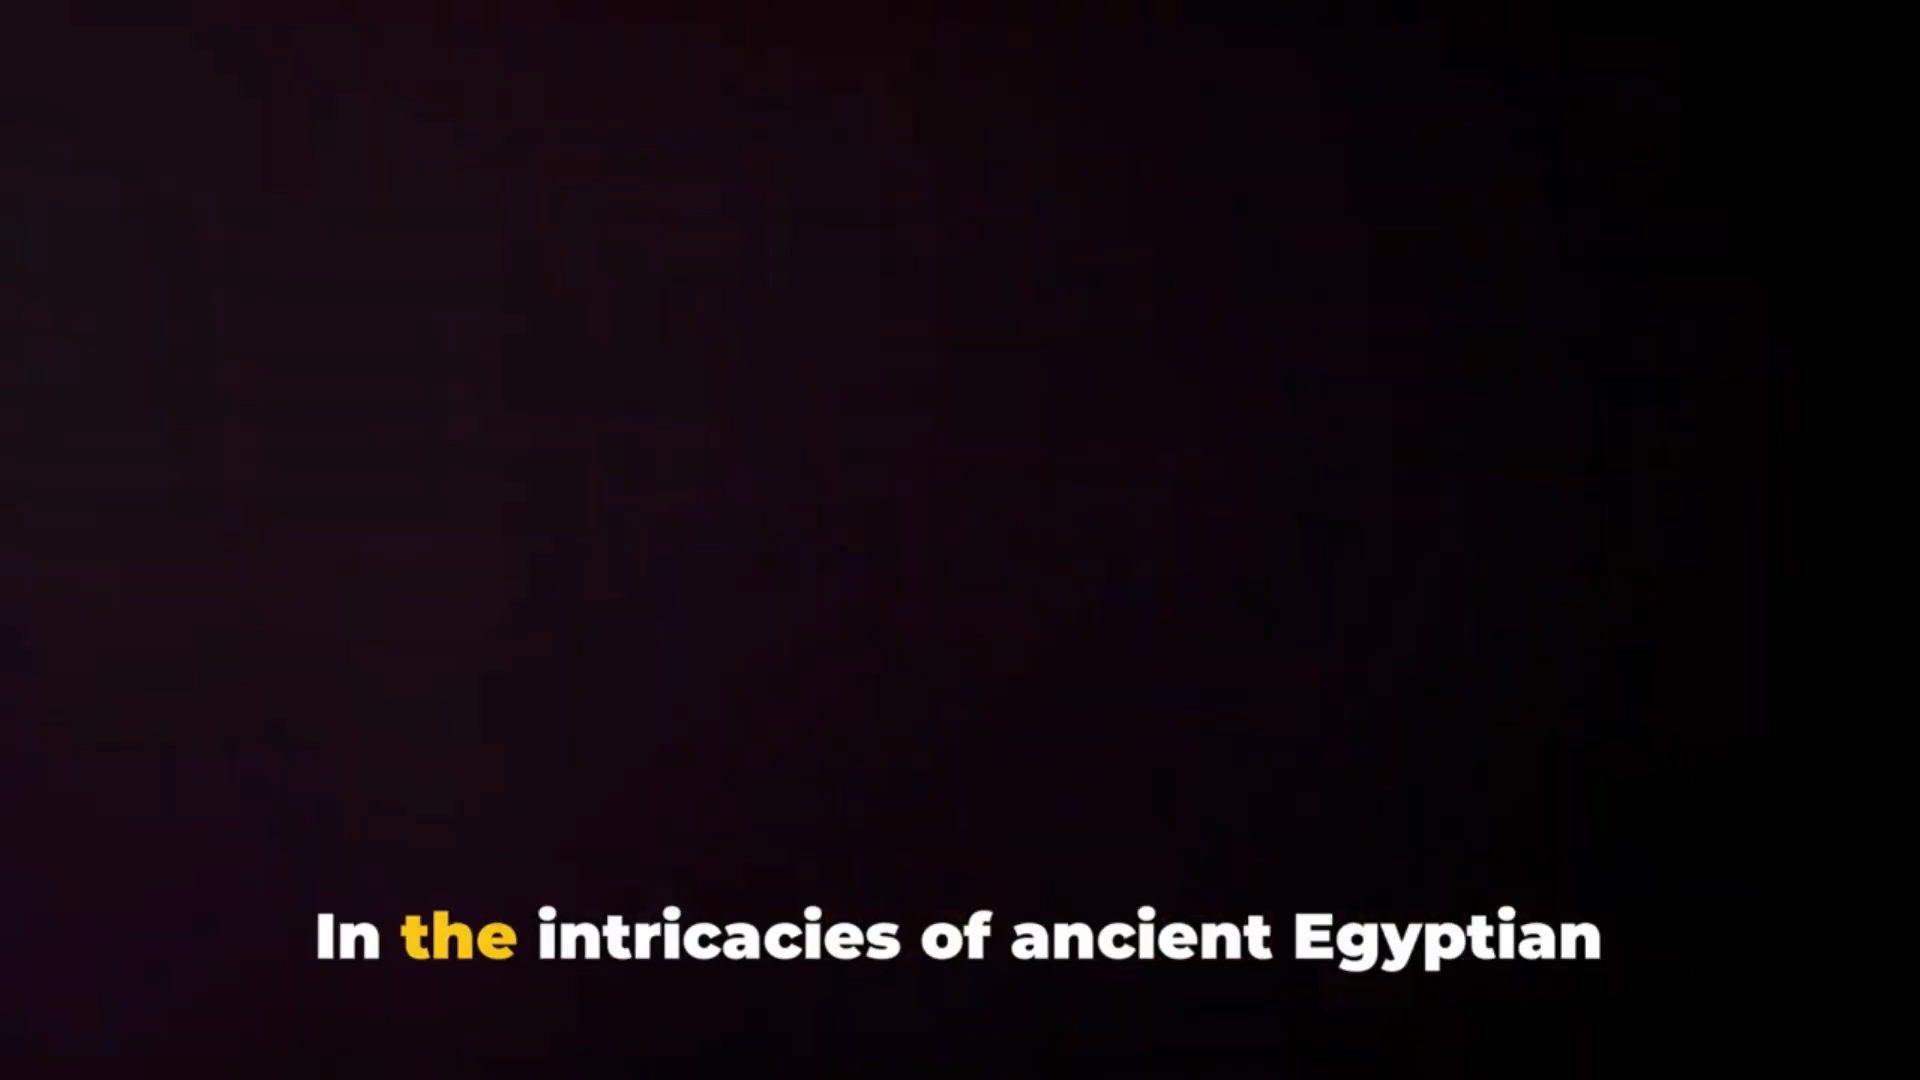 In the intricacies of ancient Egyptian